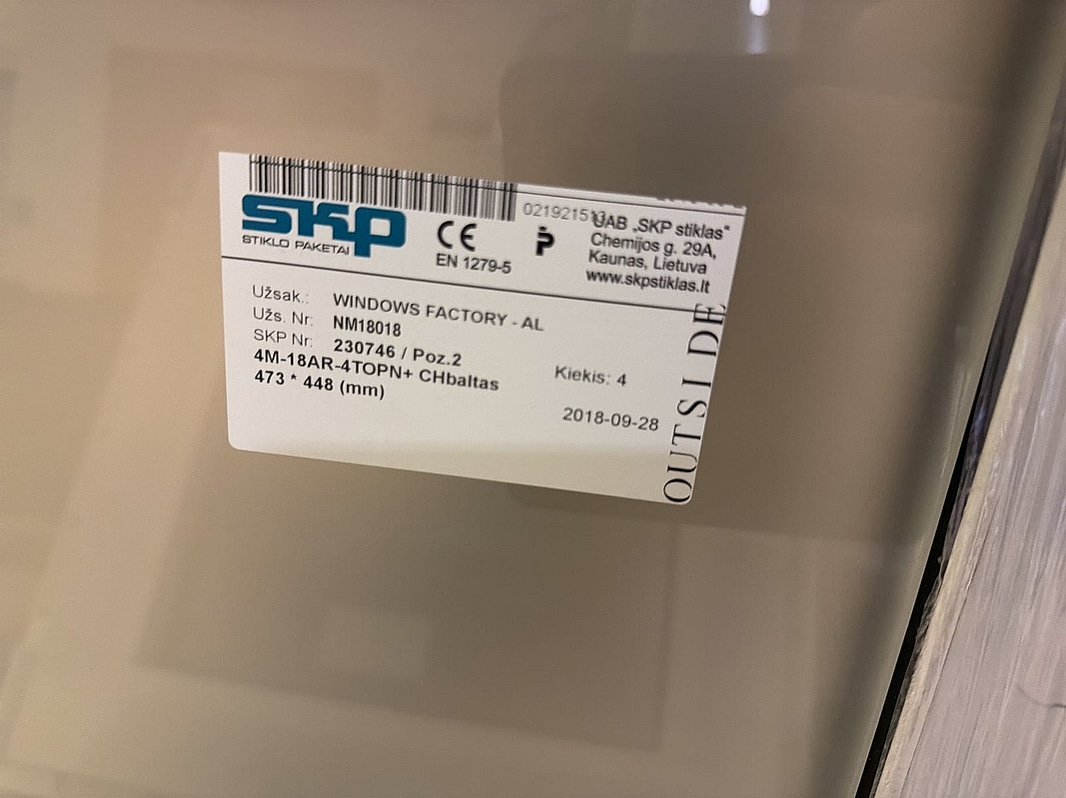 021921513
SKP
STIKLO PAKETAI
CE
EN 1279-5
UAB „SKP stiklas"
Chemijos g. 29A,
Kaunas, Lietuva
www.skpstiklas.lt
Užsak.: WINDOWS FACTORY - AL
Užs. Nr: NM18018
SKP Nr: 230746 / Poz.2
4M-18AR-4TOPN+ CHbaltas
473 * 448 (mm)
Kiekis: 4
2018-09-28
OUTSIDE